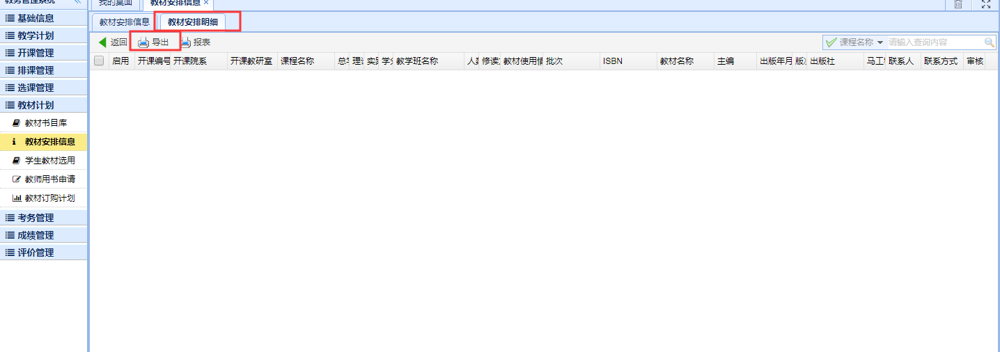 教务管理系统
我的桌面
教材安排信息
基础信息
教学计划
开课管理
排课管理
选课管理
教材计划
教材书目库
教材安排信息
学生教材选用
教师用书申请
教材订购计划
考务管理
成绩管理
评价管理
教材安排信息 教材安排明细
返回 导出 报表 课程名称 请输入查询内容
启用 开课编号 开课院系 开课教研室 课程名称 总 理 实 学 教学班名称 人 修读 教材使用 批次 ISBN 教材名称 主编 出版年月 版 出版社 马工 联系人 联系方式 审核